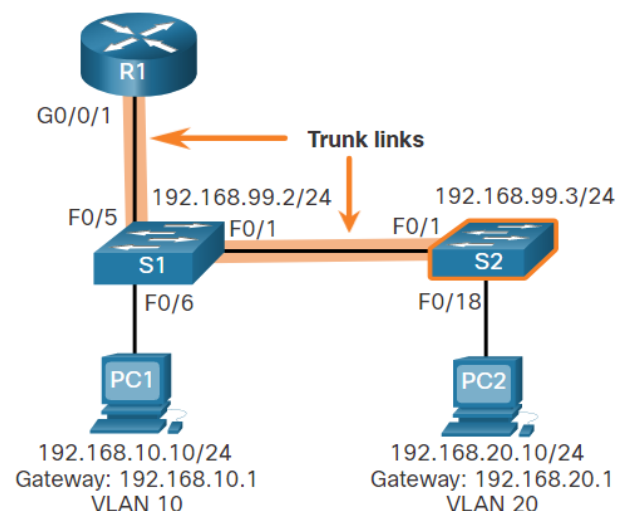 R1
G0/0/1
Trunk links
192.168.99.2/24
192.168.99.3/24
F0/5
F0/1
F0/1
S1
S2
F0/6
F0/18
PC1
PC2
192.168.10.10/24
Gateway: 192.168.10.1
VLAN 10
192.168.20.10/24
Gateway: 192.168.20.1
VLAN 20